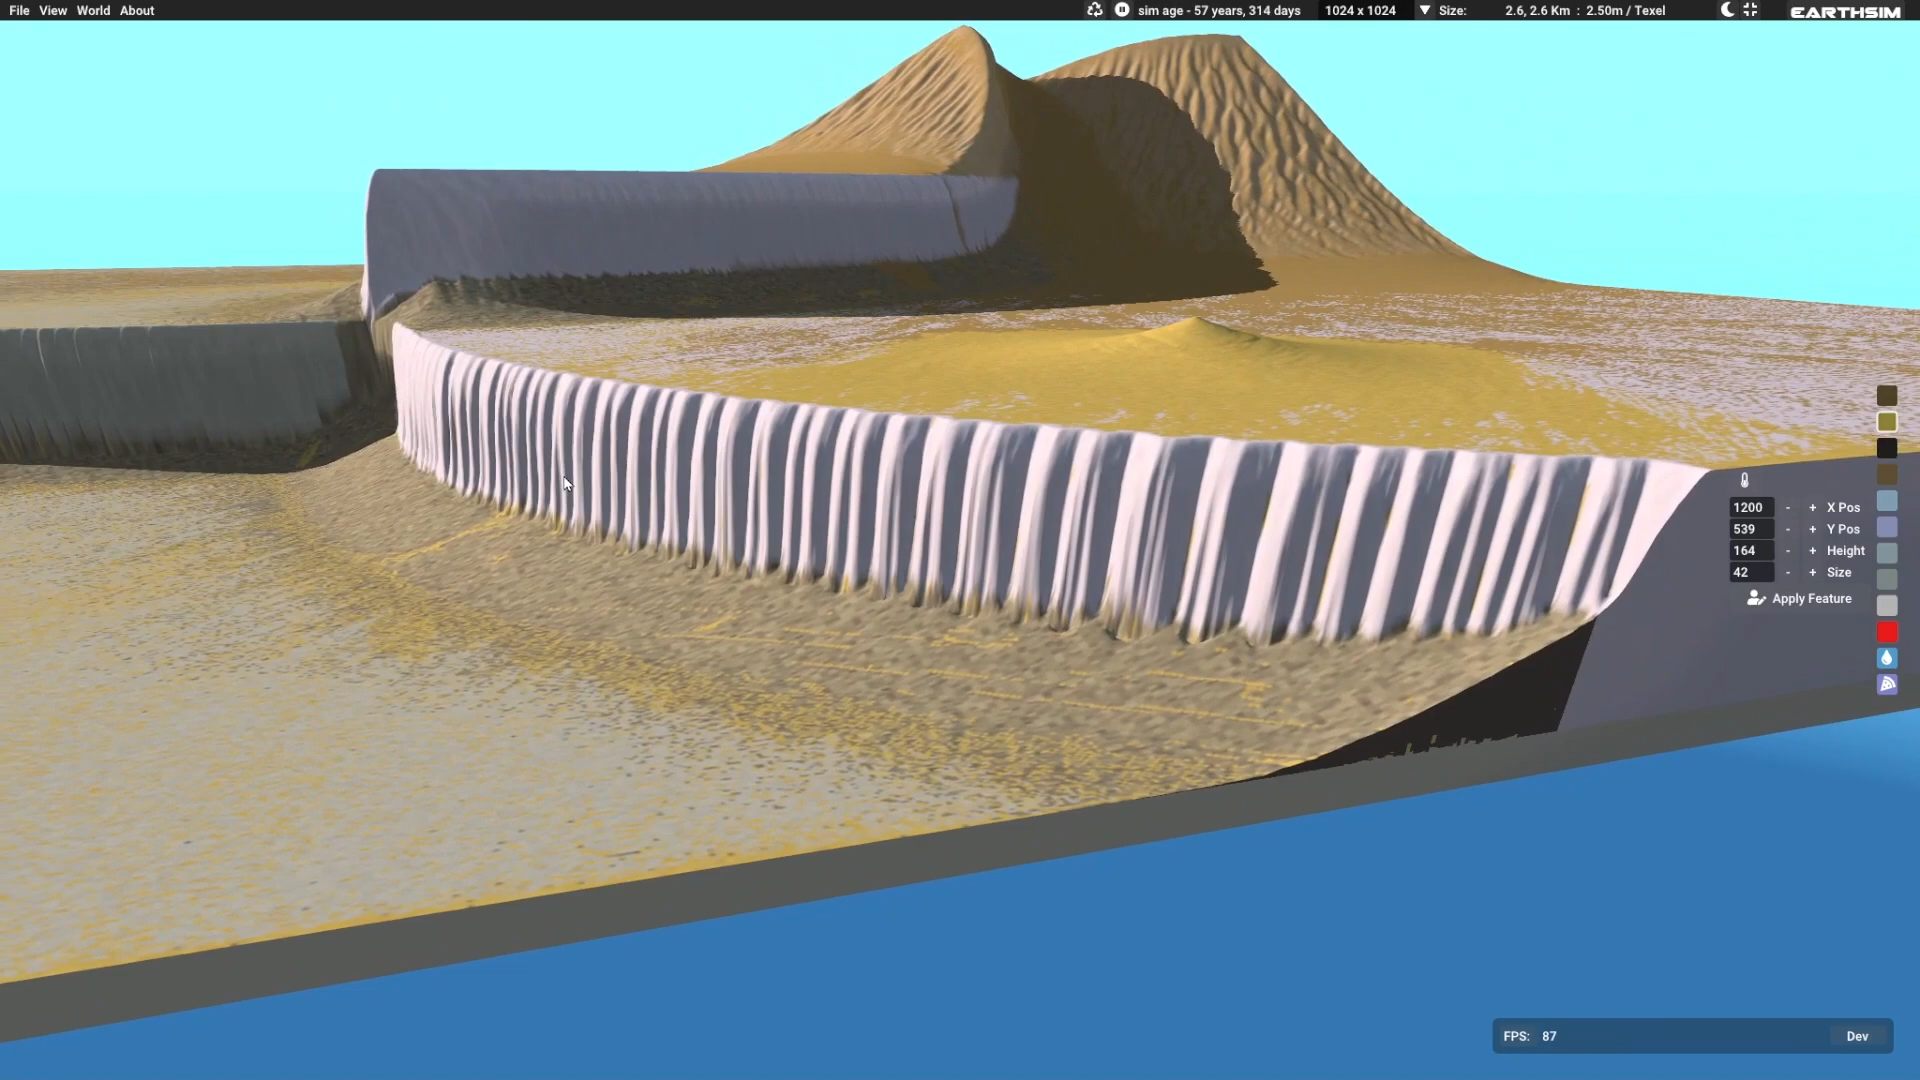 File View World About
sim age - 57 years, 314 days 1024 x 1024 Size: 2.6, 2.6 Km : 2.50m / Texel EARTHSIM
1200 - + X Pos
539 - + Y Pos
164 - + Height
42 - + Size
Apply Feature
FPS: 87 Dev